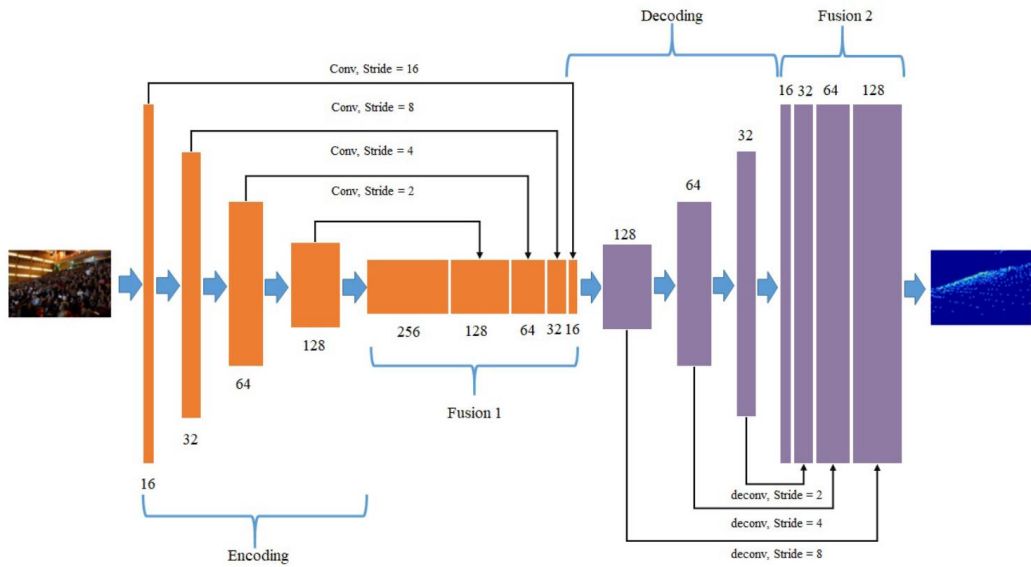 Decoding
Fusion 2
Conv, Stride = 16
Conv, Stride = 8
Conv, Stride = 4
Conv, Stride = 2
16 32 64 128
32
64
128
256 128 64 32 16
128
64
32
16
Fusion 1
Encoding
deconv, Stride = 2
deconv, Stride = 4
deconv, Stride = 8